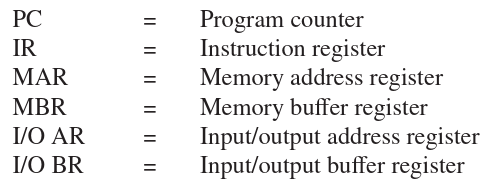 PC = Program counter
IR = Instruction register
MAR = Memory address register
MBR = Memory buffer register
I/O AR = Input/output address register
I/O BR = Input/output buffer register